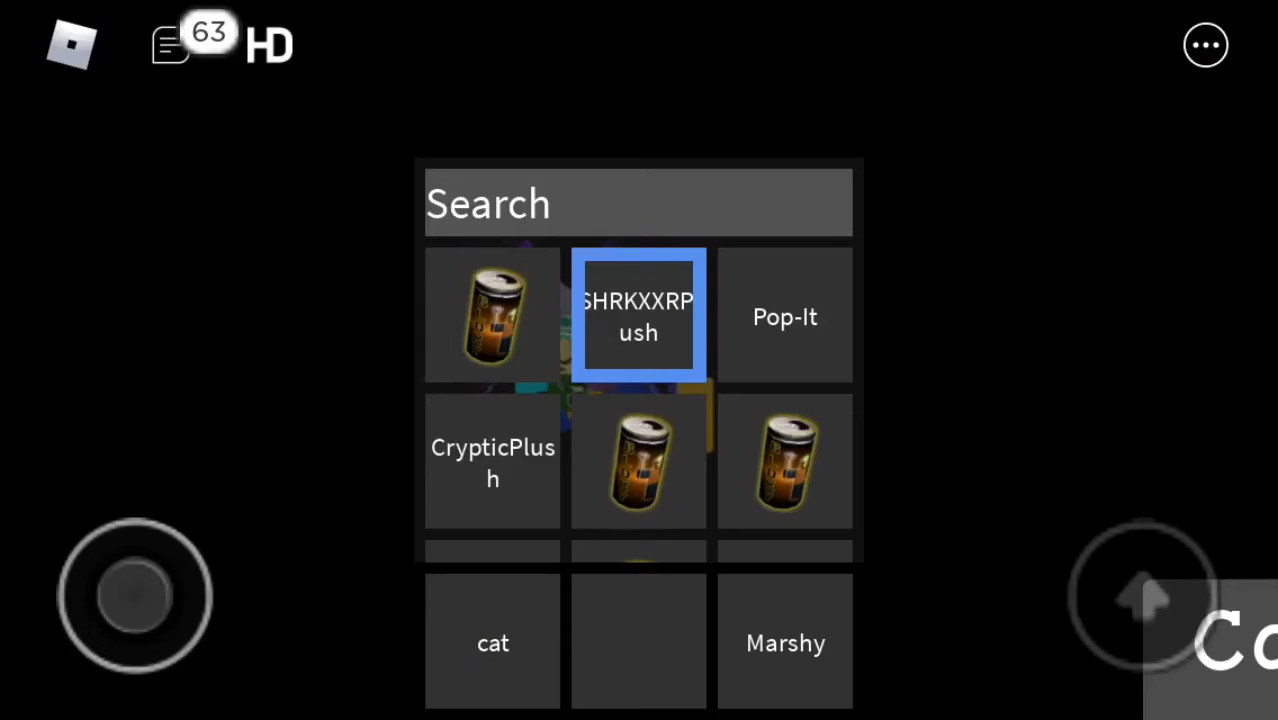 63
HD
Search
SHRKXXRP
ush
Pop-It
CrypticPlus
h
cat
Marshy